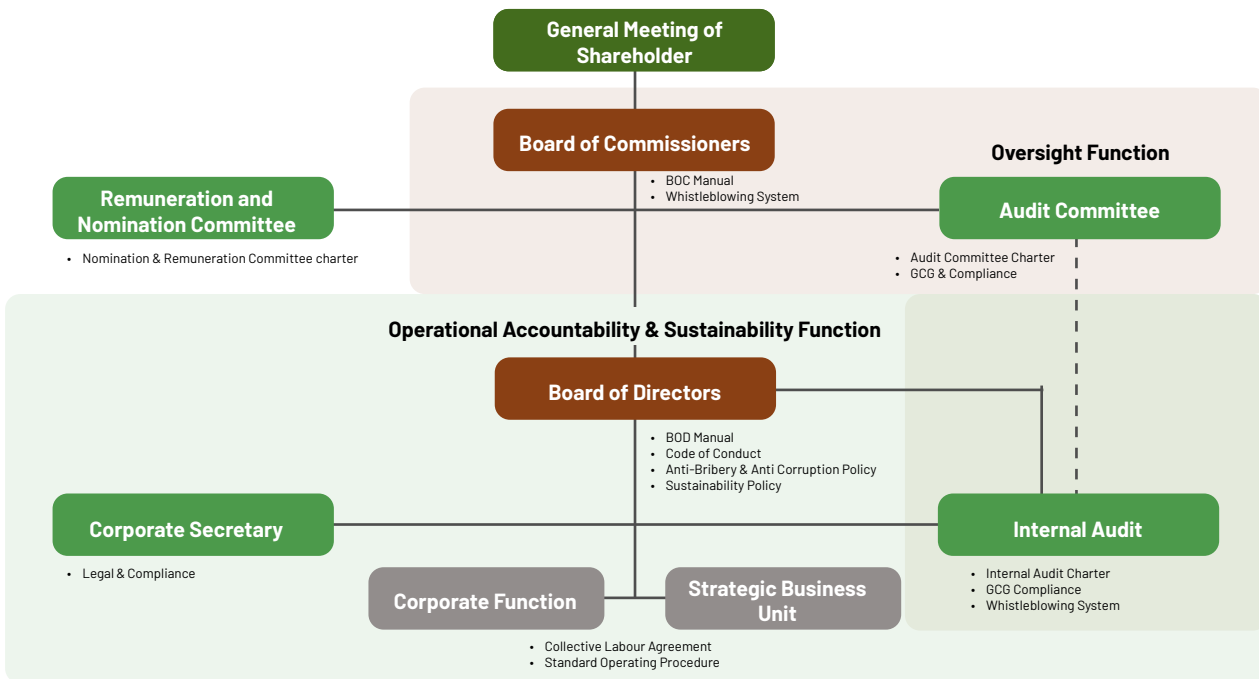 General Meeting of
Shareholder
Board of Commissioners
• BOC Manual
• Whistleblowing System
Oversight Function
Remuneration and
Nomination Committee
• Nomination & Remuneration Committee charter
Audit Committee
• Audit Committee Charter
• GCG & Compliance
Operational Accountability & Sustainability Function
Board of Directors
• BOD Manual
• Code of Conduct
• Anti-Bribery & Anti Corruption Policy
• Sustainability Policy
Corporate Secretary
• Legal & Compliance
Internal Audit
• Internal Audit Charter
• GCG Compliance
• Whistleblowing System
Corporate Function
Strategic Business
Unit
• Collective Labour Agreement
• Standard Operating Procedure